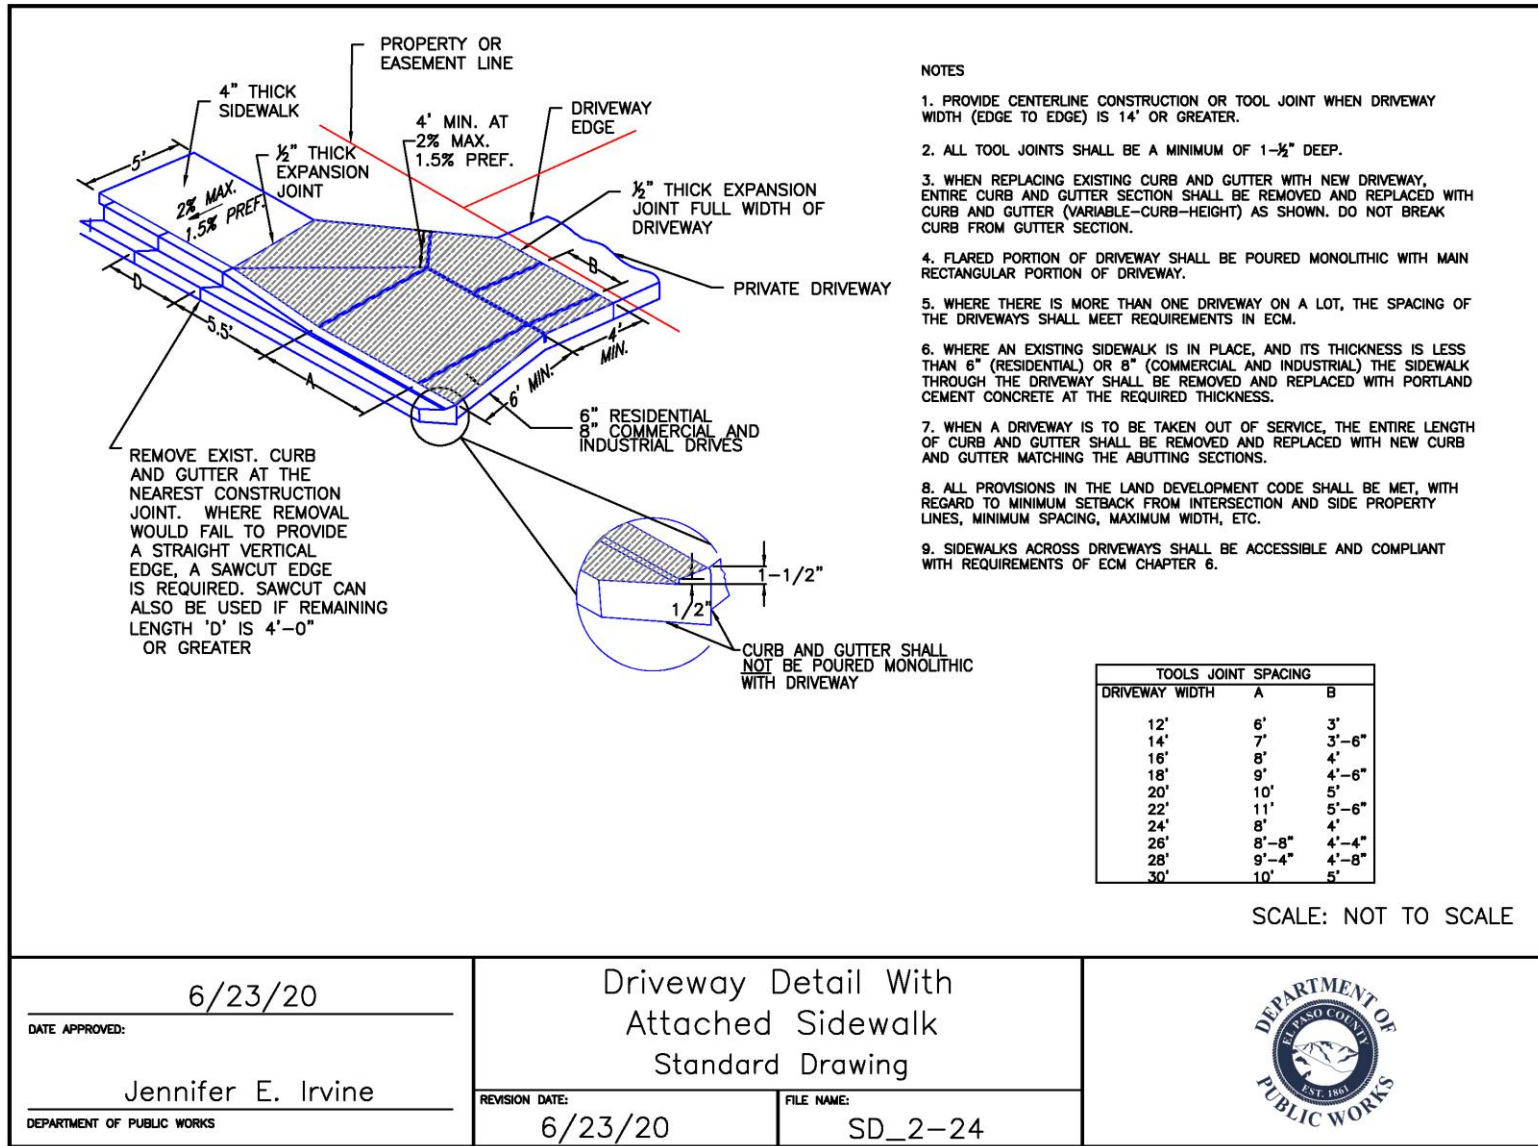 PROPERTY OR
EASEMENT LINE
4" THICK
SIDEWALK
4' MIN. AT
2% MAX.
1.5% PREF.
DRIVEWAY
EDGE
½" THICK
EXPANSION
JOINT
5'
2% MAX.
1.5% PREF.
½" THICK EXPANSION
JOINT FULL WIDTH OF
DRIVEWAY
B
PRIVATE DRIVEWAY
D
5.5'
A
4'
MIN.
6' MIN.
6" RESIDENTIAL
8" COMMERCIAL AND
INDUSTRIAL DRIVES
REMOVE EXIST. CURB
AND GUTTER AT THE
NEAREST CONSTRUCTION
JOINT. WHERE REMOVAL
WOULD FAIL TO PROVIDE
A STRAIGHT VERTICAL
EDGE, A SAWCUT EDGE
IS REQUIRED. SAWCUT CAN
ALSO BE USED IF REMAINING
LENGTH 'D' IS 4'-0"
OR GREATER
1-1/2"
1/2"
CURB AND GUTTER SHALL
NOT BE POURED MONOLITHIC
WITH DRIVEWAY
NOTES
1. PROVIDE CENTERLINE CONSTRUCTION OR TOOL JOINT WHEN DRIVEWAY
WIDTH (EDGE TO EDGE) IS 14' OR GREATER.
2. ALL TOOL JOINTS SHALL BE A MINIMUM OF 1-½" DEEP.
3. WHEN REPLACING EXISTING CURB AND GUTTER WITH NEW DRIVEWAY,
ENTIRE CURB AND GUTTER SECTION SHALL BE REMOVED AND REPLACED WITH
CURB AND GUTTER (VARIABLE-CURB-HEIGHT) AS SHOWN. DO NOT BREAK
CURB FROM GUTTER SECTION.
4. FLARED PORTION OF DRIVEWAY SHALL BE POURED MONOLITHIC WITH MAIN
RECTANGULAR PORTION OF DRIVEWAY.
5. WHERE THERE IS MORE THAN ONE DRIVEWAY ON A LOT, THE SPACING OF
THE DRIVEWAYS SHALL MEET REQUIREMENTS IN ECM.
6. WHERE AN EXISTING SIDEWALK IS IN PLACE, AND ITS THICKNESS IS LESS
THAN 6" (RESIDENTIAL) OR 8" (COMMERCIAL AND INDUSTRIAL) THE SIDEWALK
THROUGH THE DRIVEWAY SHALL BE REMOVED AND REPLACED WITH PORTLAND
CEMENT CONCRETE AT THE REQUIRED THICKNESS.
7. WHEN A DRIVEWAY IS TO BE TAKEN OUT OF SERVICE, THE ENTIRE LENGTH
OF CURB AND GUTTER SHALL BE REMOVED AND REPLACED WITH NEW CURB
AND GUTTER MATCHING THE ABUTTING SECTIONS.
8. ALL PROVISIONS IN THE LAND DEVELOPMENT CODE SHALL BE MET, WITH
REGARD TO MINIMUM SETBACK FROM INTERSECTION AND SIDE PROPERTY
LINES, MINIMUM SPACING, MAXIMUM WIDTH, ETC.
9. SIDEWALKS ACROSS DRIVEWAYS SHALL BE ACCESSIBLE AND COMPLIANT
WITH REQUIREMENTS OF ECM CHAPTER 6.
TOOLS JOINT SPACING
DRIVEWAY WIDTH A B
12' 6' 3'
14' 7' 3'-6"
16' 8' 4'
18' 9' 4'-6"
20' 10' 5'
22' 11' 5'-6"
24' 8' 4'
26' 8'-8" 4'-4"
28' 9'-4" 4'-8"
30' 10' 5'
SCALE: NOT TO SCALE
6/23/20
DATE APPROVED:
Jennifer E. Irvine
DEPARTMENT OF PUBLIC WORKS
Driveway Detail With
Attached Sidewalk
Standard Drawing
REVISION DATE:
6/23/20
FILE NAME:
SD_2-24
DEPARTMENT OF
EL PASO COUNTY
EST. 1861
PUBLIC WORKS